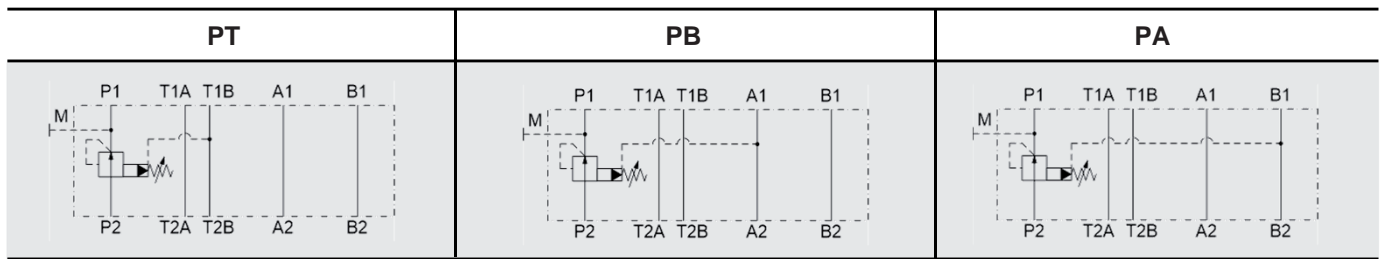 PT PB PA
P1 T1A T1B A1 B1 P1 T1A T1B A1 B1 P1 T1A T1B A1 B1
M M M
P2 T2A T2B A2 B2 P2 T2A T2B A2 B2 P2 T2A T2B A2 B2